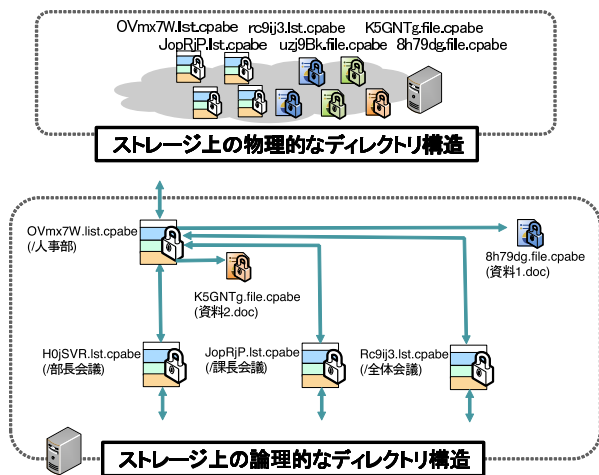 OVmx7W.lst.cpabe rc9ij3.lst.cpabe K5GNTg.file.cpabe
JopRjP.lst.cpabe uzj9Bk.file.cpabe 8h79dg.file.cpabe
ストレージ上の物理的なディレクトリ構造
OVmx7W.list.cpabe
(/人事部)
8h79dg.file.cpabe
(資料1.doc)
K5GNTg.file.cpabe
(資料2.doc)
H0jSVR.lst.cpabe
(/部長会議)
JopRjP.lst.cpabe
(/課長会議)
Rc9ij3.lst.cpabe
(/全体会議)
ストレージ上の論理的なディレクトリ構造